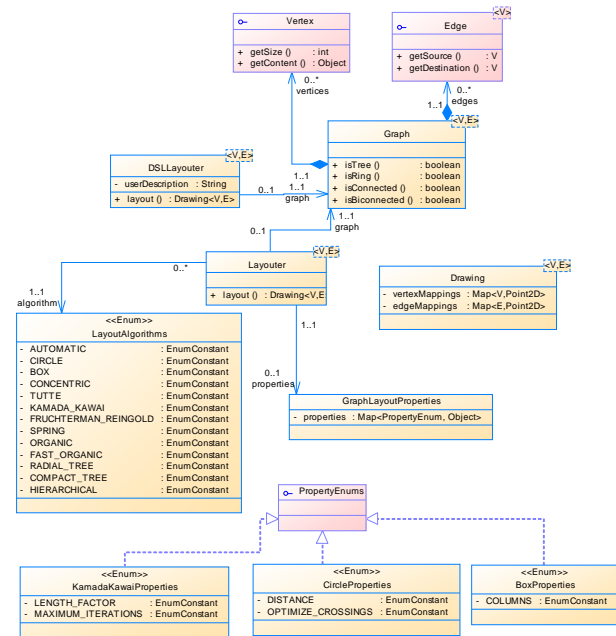 Vertex
+ getSize () : int
+ getContent () : Object
<V>
Edge
+ getSource () : V
+ getDestination () : V
0..*
vertices
0..*
edges
1..1
<V,E>
Graph
+ isTree () : boolean
+ isRing () : boolean
+ isConnected () : boolean
+ isBiconnected () : boolean
1..1
<V,E>
DSLLayouter
- userDescription : String
+ layout () : Drawing<V,E>
0..1
1..1
graph
1..1
graph
0..1
<V,E>
Layouter
+ layout () : Drawing<V,E
0..*
1..1
algorithm
1..1
0..1
properties
<V,E>
Drawing
- vertexMappings : Map<V,Point2D>
- edgeMappings : Map<E,Point2D>
<<Enum>>
LayoutAlgorithms
- AUTOMATIC : EnumConstant
- CIRCLE : EnumConstant
- BOX : EnumConstant
- CONCENTRIC : EnumConstant
- TUTTE : EnumConstant
- KAMADA_KAWAI : EnumConstant
- FRUCHTERMAN_REINGOLD : EnumConstant
- SPRING : EnumConstant
- ORGANIC : EnumConstant
- FAST_ORGANIC : EnumConstant
- RADIAL_TREE : EnumConstant
- COMPACT_TREE : EnumConstant
- HIERARCHICAL : EnumConstant
GraphLayoutProperties
- properties : Map<PropertyEnum, Object>
PropertyEnums
<<Enum>>
KamadaKawaiProperties
- LENGTH_FACTOR : EnumConstant
- MAXIMUM_ITERATIONS : EnumConstant
<<Enum>>
CircleProperties
- DISTANCE : EnumConstant
- OPTIMIZE_CROSSINGS : EnumConstant
<<Enum>>
BoxProperties
- COLUMNS : EnumConstant